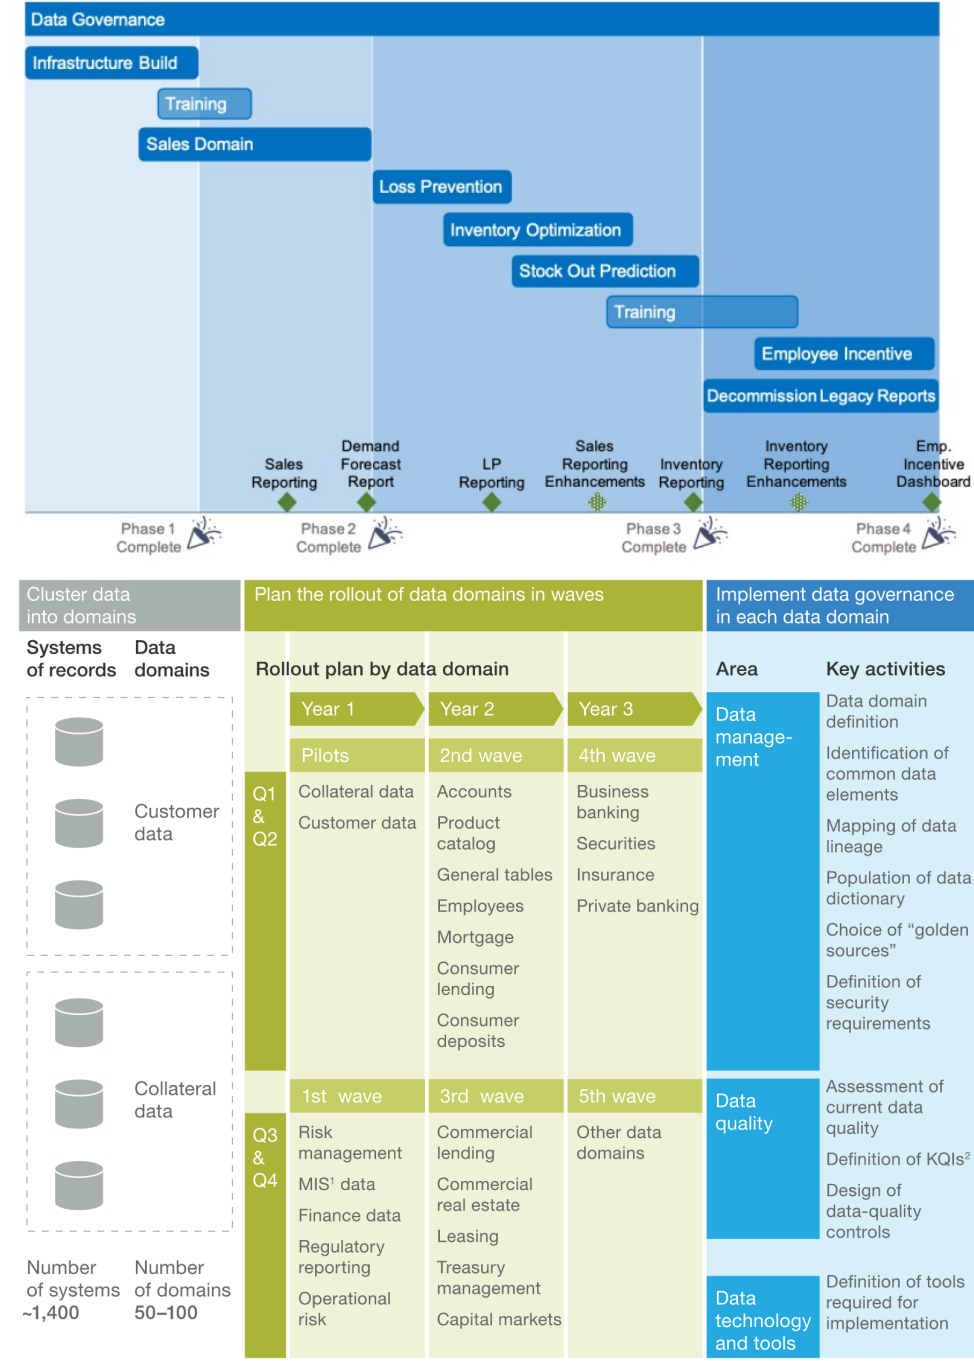 Data Governance
Infrastructure Build
Training
Sales Domain
Loss Prevention
Inventory Optimization
Stock Out Prediction
Training
Employee Incentive
Decommission Legacy Reports
Sales
Reporting
Demand
Forecast
Report
LP
Reporting
Sales
Reporting
Enhancements
Inventory
Reporting
Inventory
Reporting
Enhancements
Emp.
Incentive
Dashboard
Phase 1
Complete
Phase 2
Complete
Phase 3
Complete
Phase 4
Complete
Cluster data
into domains
Systems
of records
Data
domains
Customer
data
Collateral
data
Number
of systems
~1,400
Number
of domains
50–100
Plan the rollout of data domains in waves
Rollout plan by data domain
Year 1
Year 2
Year 3
Pilots
2nd wave
4th wave
Q1
&
Q2
Collateral data
Customer data
Accounts
Product
catalog
General tables
Employees
Mortgage
Consumer
lending
Consumer
deposits
Business
banking
Securities
Insurance
Private banking
1st wave
3rd wave
5th wave
Q3
&
Q4
Risk
management
MIS¹ data
Finance data
Regulatory
reporting
Operational
risk
Commercial
lending
Commercial
real estate
Leasing
Treasury
management
Capital markets
Other data
domains
Implement data governance
in each data domain
Area
Key activities
Data
manage-
ment
Data domain
definition
Identification of
common data
elements
Mapping of data
lineage
Population of data
dictionary
Choice of “golden
sources”
Definition of
security
requirements
Data
quality
Assessment of
current data
quality
Definition of KQIs²
Design of
data-quality
controls
Data
technology
and tools
Definition of tools
required for
implementation